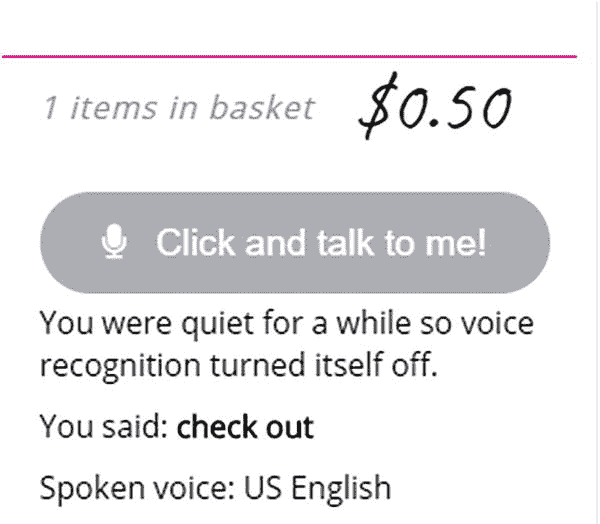 1 items in basket $0.50
Click and talk to me!
You were quiet for a while so voice
recognition turned itself off.
You said: check out
Spoken voice: US English